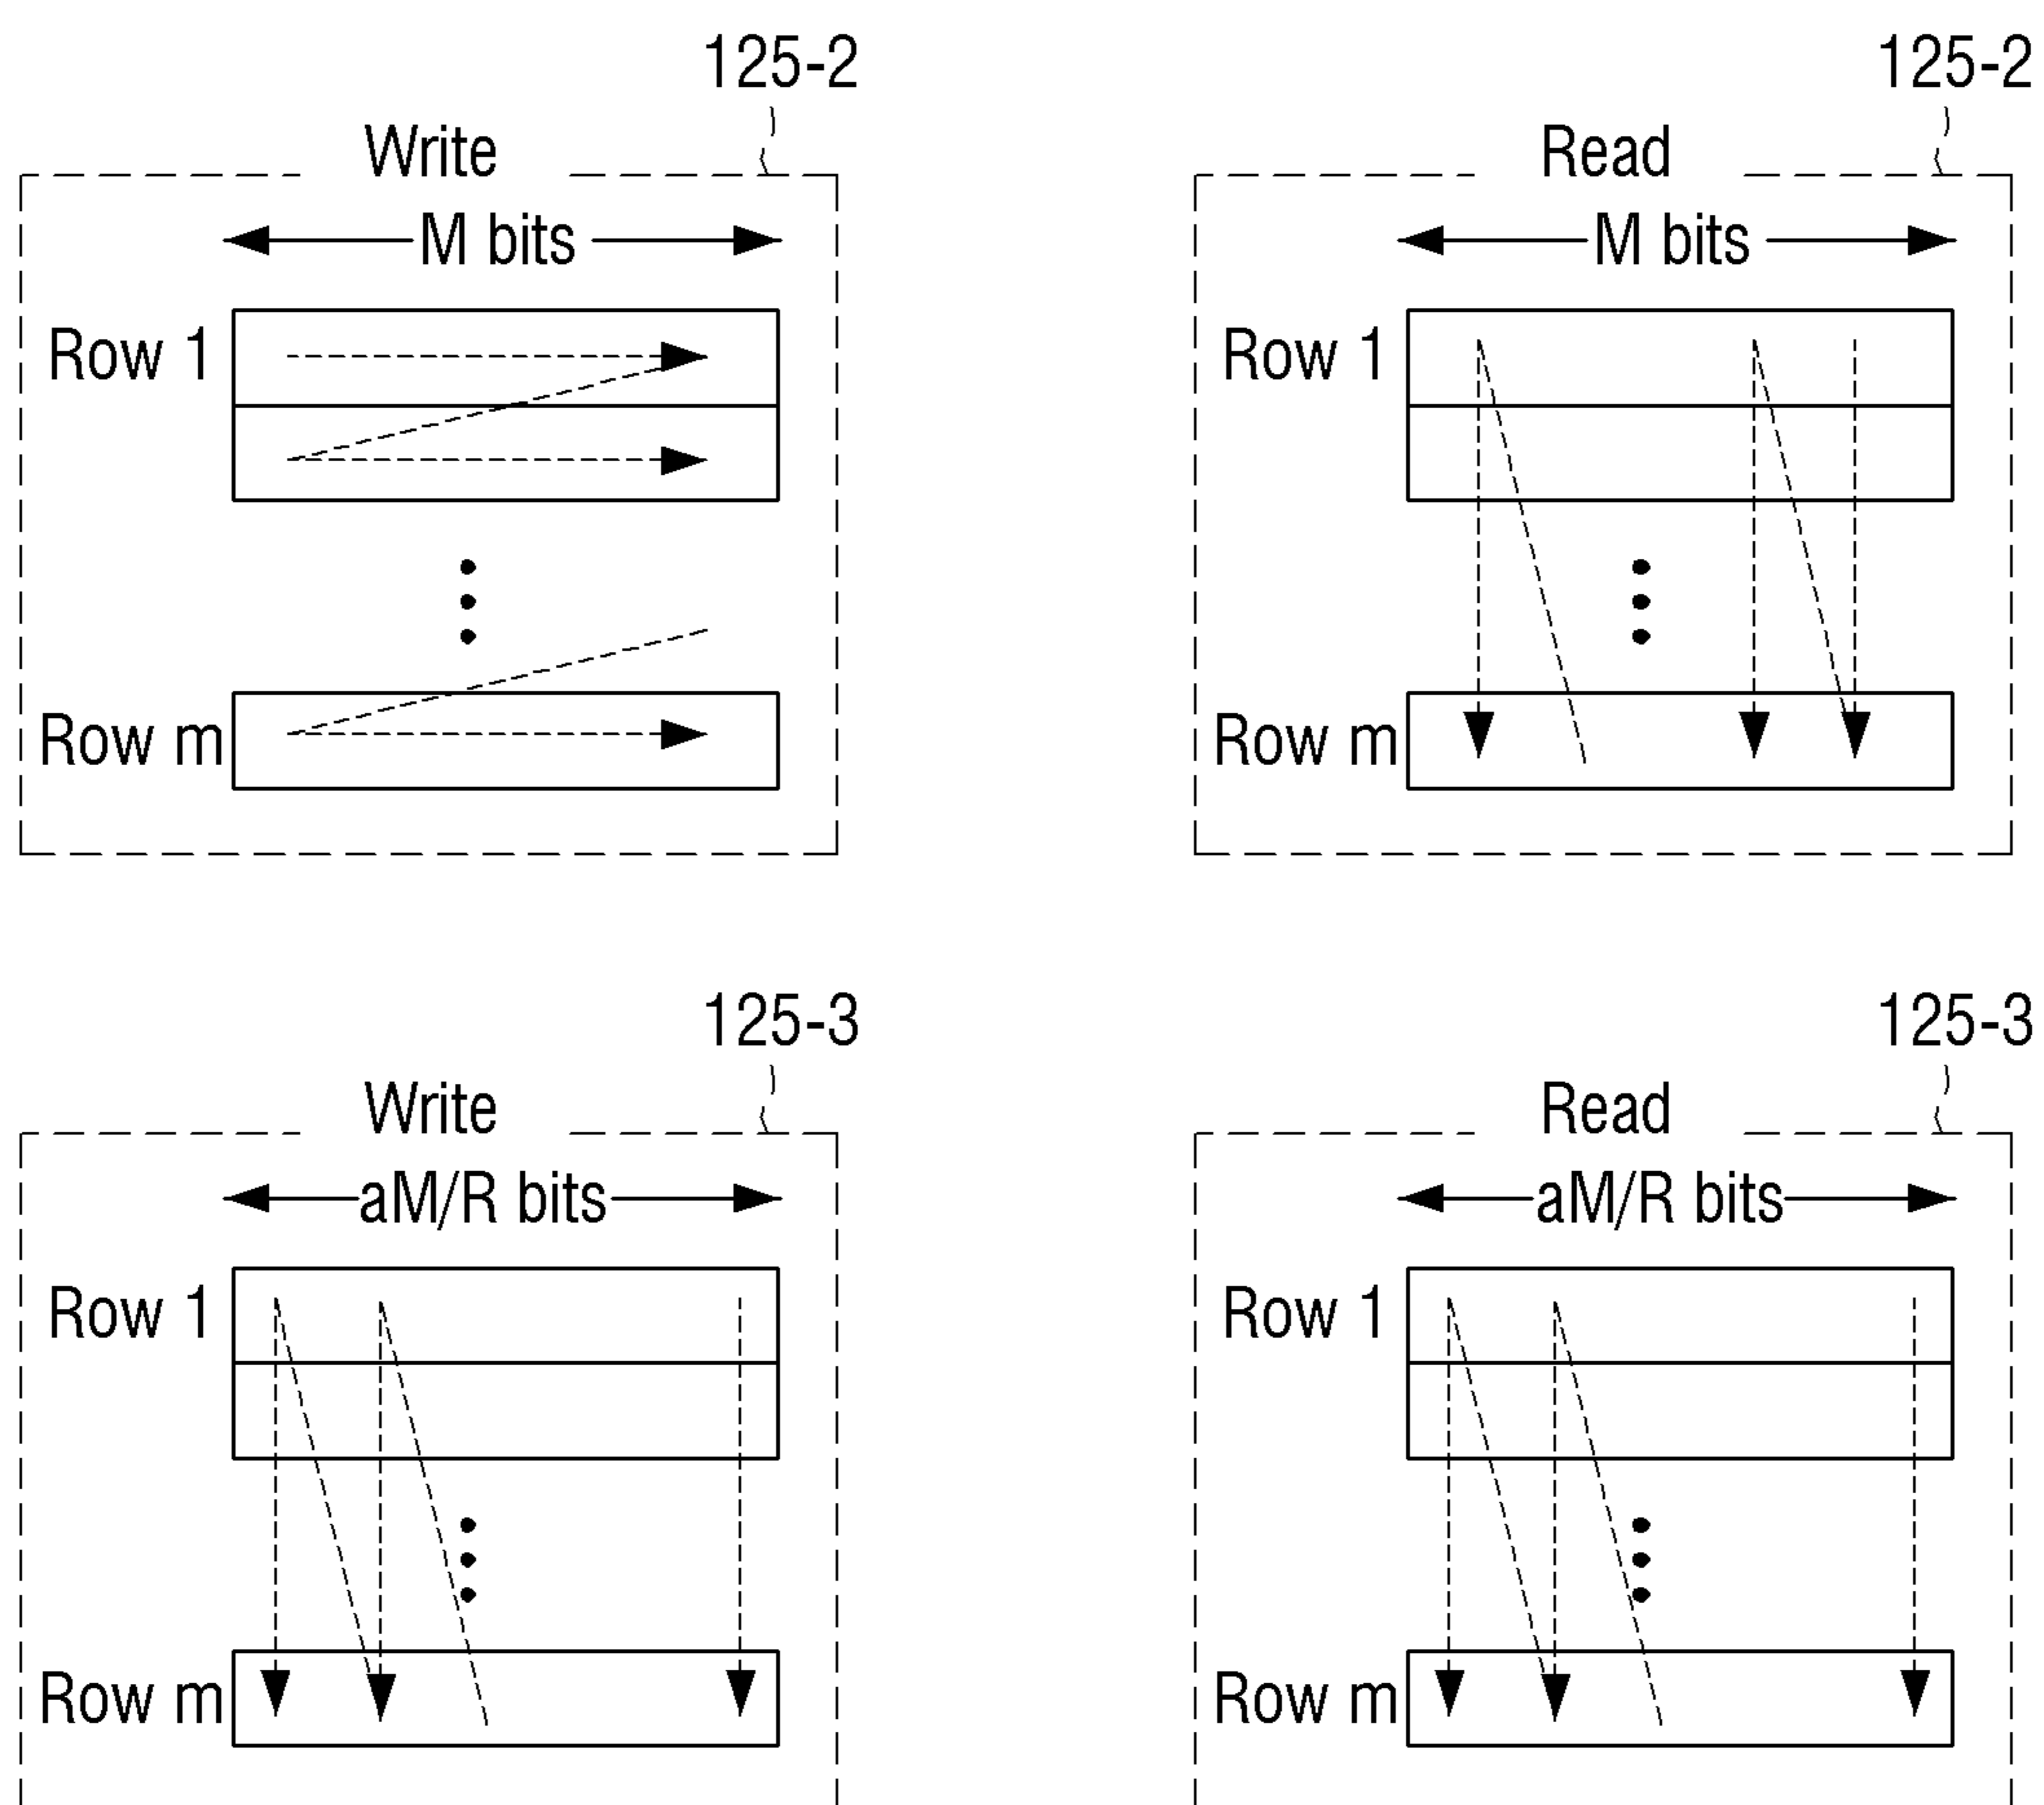 125-2
Write
M bits
Row 1
Row m
125-2
Read
M bits
Row 1
Row m
125-3
Write
aM/R bits
Row 1
Row m
125-3
Read
aM/R bits
Row 1
Row m